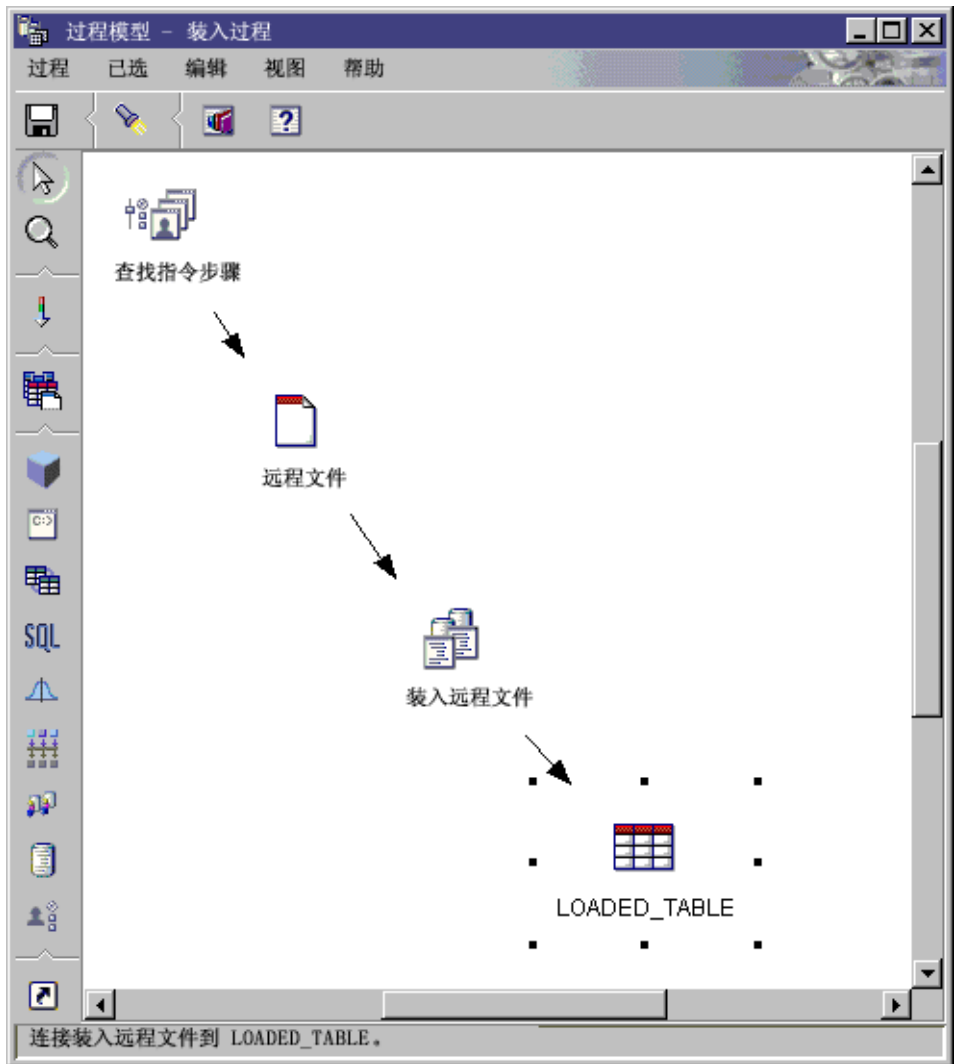 过程模型 - 装入过程
过程 已选 编辑 视图 帮助
查找指令步骤
远程文件
C:>
SQL
装入远程文件
LOADED_TABLE
连接装入远程文件到 LOADED_TABLE。